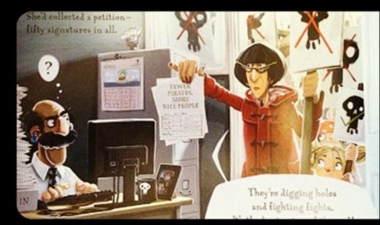 She'd collected a petition—
fifty signatures in all.
?
FEWER
PIRATES,
MORE
NICE PEOPLE
IN
They're digging holes
and fighting fights.